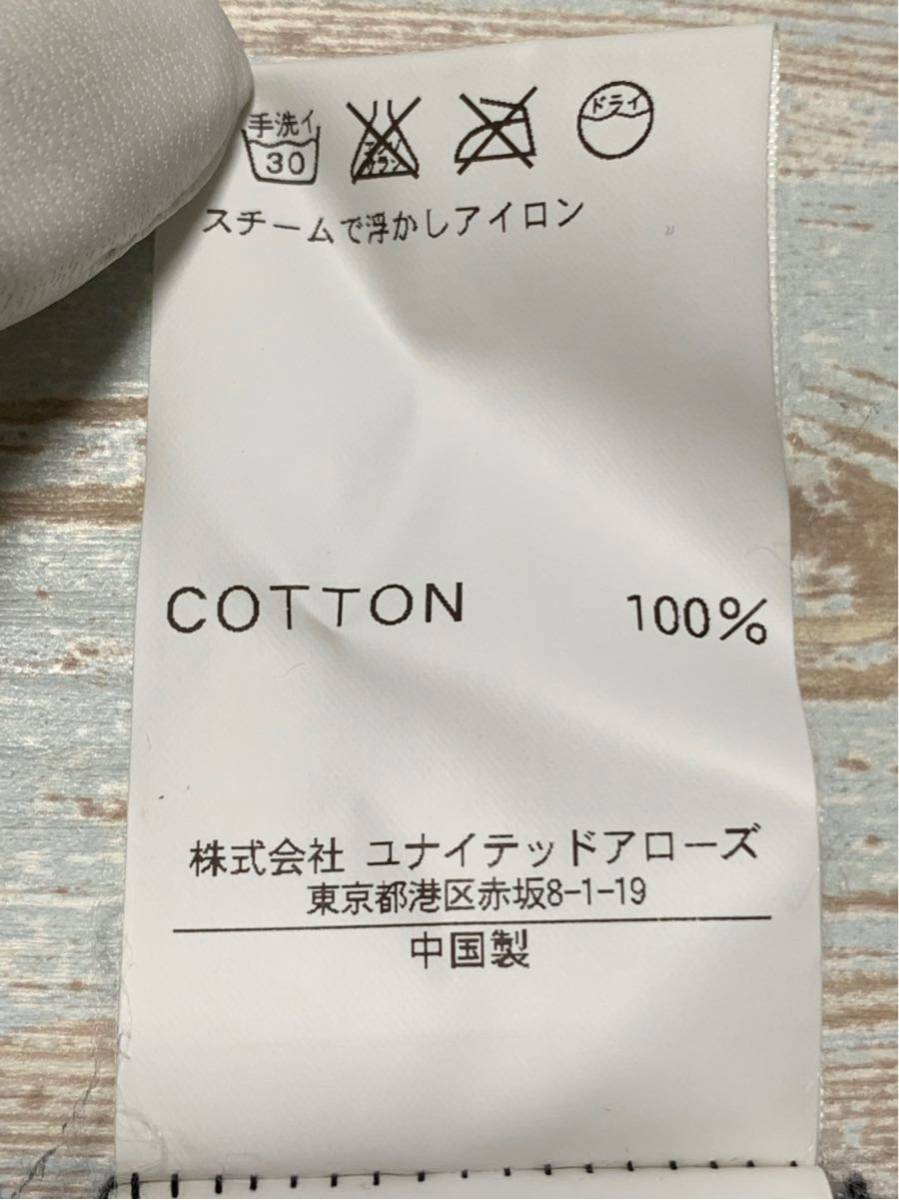 手洗イ ドライ
30
スチームで浮かしアイロン
COTTON 100%
株式会社 ユナイテッドアローズ
東京都港区赤坂8-1-19
中国製